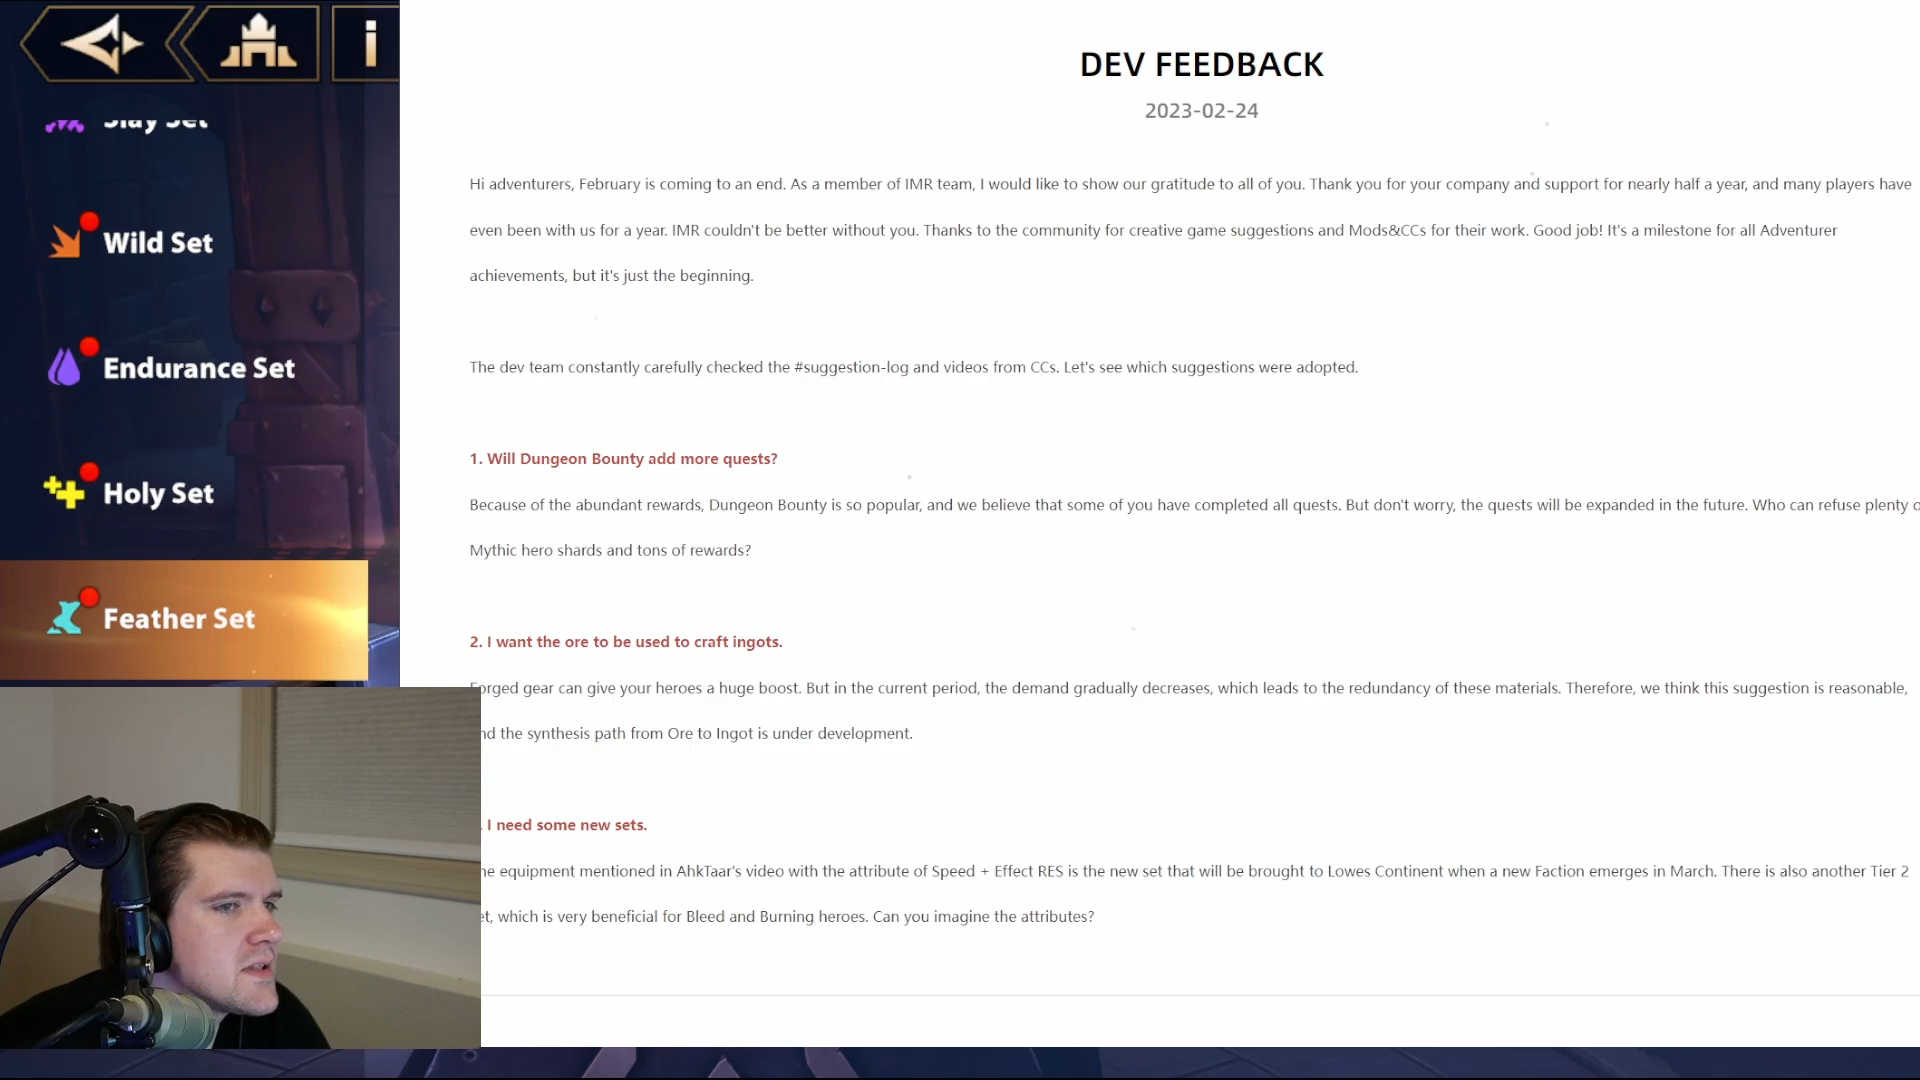 DEV FEEDBACK
2023-02-24
Set
Wild Set
Endurance Set
Holy Set
Feather Set
Hi adventurers, February is coming to an end. As a member of IMR team, I would like to show our gratitude to all of you. Thank you for your company and support for nearly half a year, and many players have
even been with us for a year. IMR couldn't be better without you. Thanks to the community for creative game suggestions and Mods&CCs for their work. Good job! It's a milestone for all Adventurer
achievements, but it's just the beginning.
The dev team constantly carefully checked the #suggestion-log and videos from CCs. Let's see which suggestions were adopted.
1. Will Dungeon Bounty add more quests?
Because of the abundant rewards, Dungeon Bounty is so popular, and we believe that some of you have completed all quests. But don't worry, the quests will be expanded in the future. Who can refuse plenty
Mythic hero shards and tons of rewards?
2. I want the ore to be used to craft ingots.
Forged gear can give your heroes a huge boost. But in the current period, the demand gradually decreases, which leads to the redundancy of these materials. Therefore, we think this suggestion is reasonable,
the synthesis path from Ore to Ingot is under development.
I need some new sets.
equipment mentioned in AhkTaar's video with the attribute of Speed + Effect RES is the new set that will be brought to Lowes Continent when a new Faction emerges in March. There is also another Tier 2
which is very beneficial for Bleed and Burning heroes. Can you imagine the attributes?